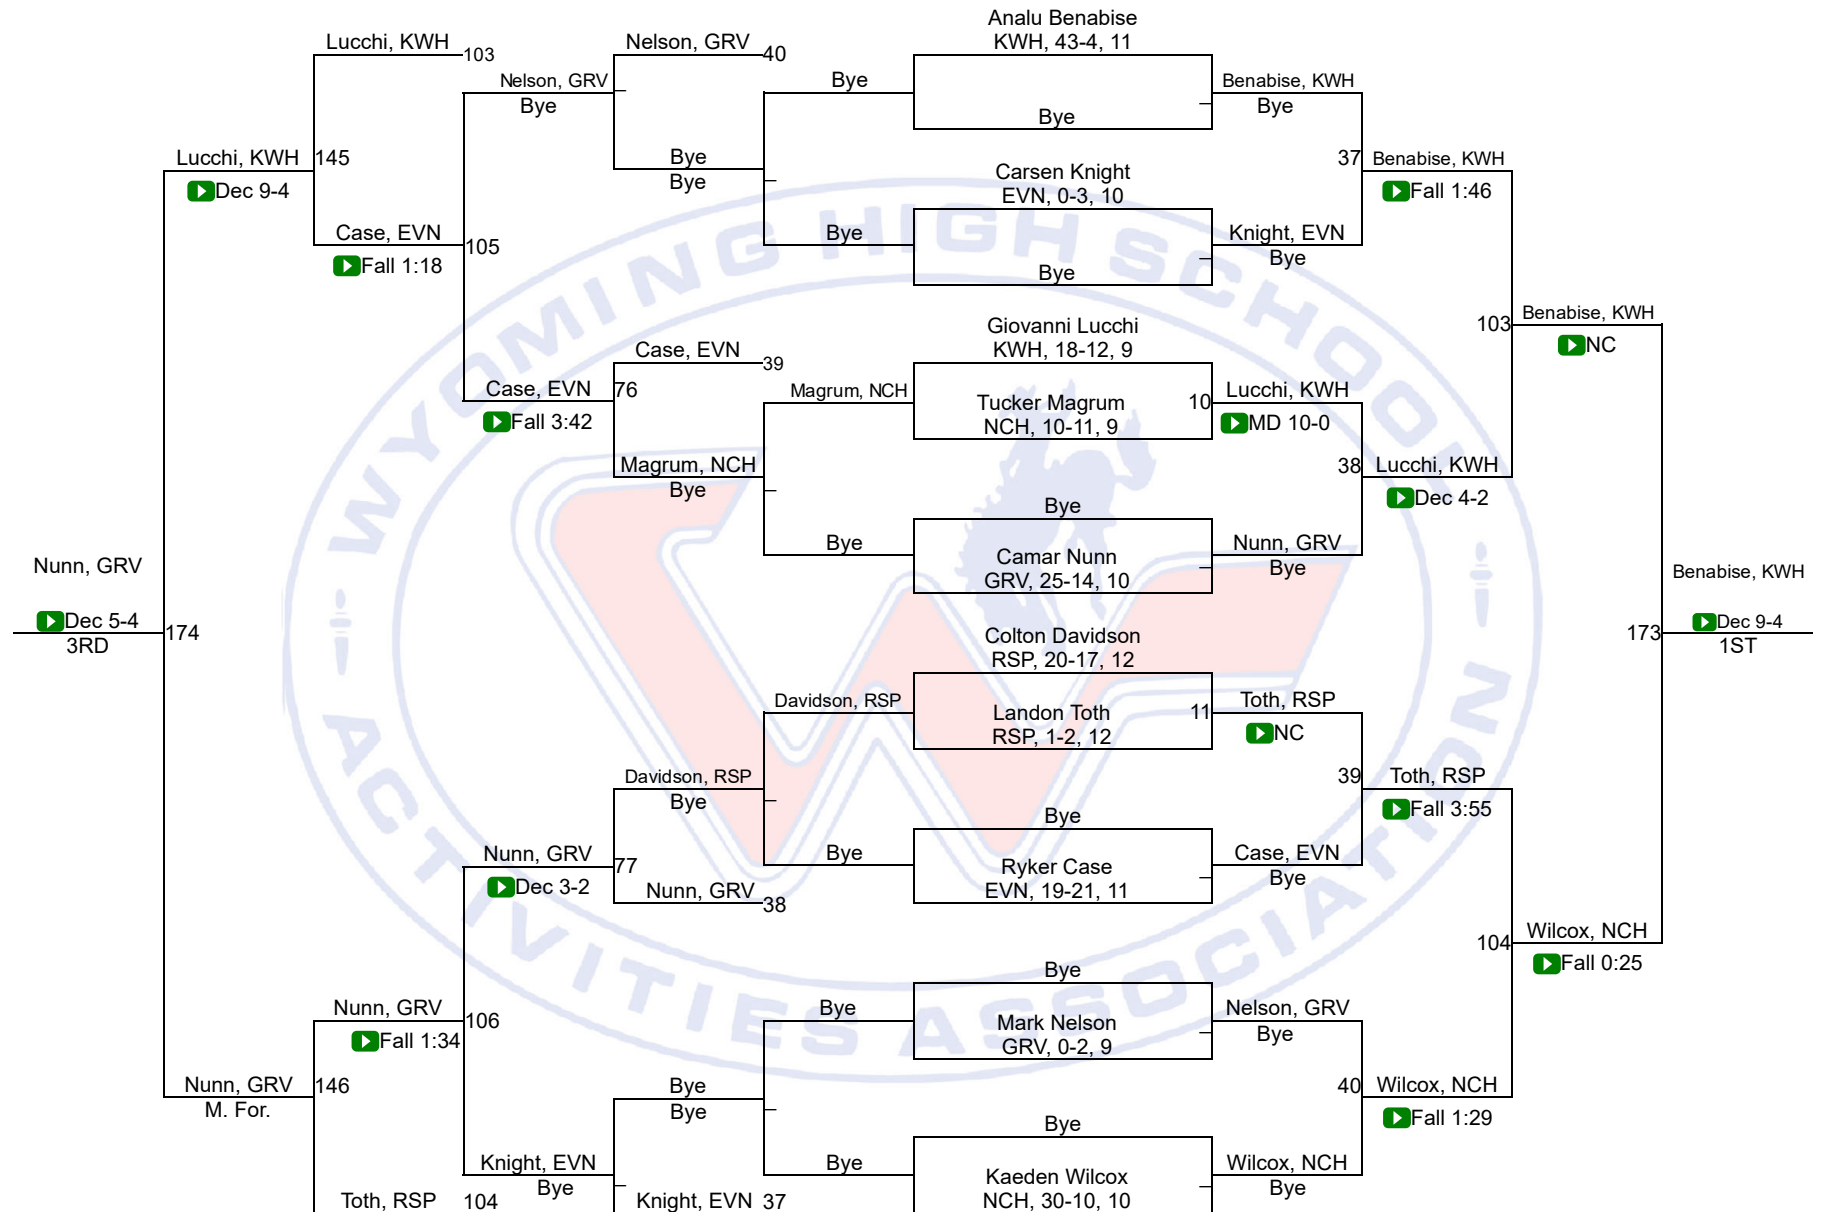 Analu Benabise
Lucchi, KWH
103
Nelson, GRV
40
KWH, 43-4, 11
Nelson, GRV
Bye
Bye
Benabise, KWH
Bye
Bye
Lucchi, KWH
145
Dec 9-4
Bye
Bye
Carsen Knight
EVN, 0-3, 10
37
Benabise, KWH
Fall 1:46
Case, EVN
105
Fall 1:18
Bye
Bye
Knight, EVN
Bye
Giovanni Lucchi
KWH, 18-12, 9
103
Benabise, KWH
NC
Case, EVN
39
Case, EVN
76
Fall 3:42
Magrum, NCH
Tucker Magrum
NCH, 10-11, 9
10
Lucchi, KWH
MD 10-0
Magrum, NCH
Bye
38
Lucchi, KWH
Dec 4-2
Bye
Bye
Camar Nunn
GRV, 25-14, 10
Nunn, GRV
Bye
Nunn, GRV
Dec 5-4
3RD
174
Benabise, KWH
173
Dec 9-4
1ST
Colton Davidson
RSP, 20-17, 12
Davidson, RSP
Landon Toth
RSP, 1-2, 12
11
Toth, RSP
NC
Davidson, RSP
Bye
39
Toth, RSP
Fall 3:55
Bye
Nunn, GRV
77
Dec 3-2
Bye
Ryker Case
EVN, 19-21, 11
Case, EVN
Bye
Nunn, GRV
38
104
Wilcox, NCH
Fall 0:25
Bye
Nunn, GRV
106
Fall 1:34
Bye
Mark Nelson
GRV, 0-2, 9
Nelson, GRV
Bye
Nunn, GRV
146
M. For.
Bye
Bye
40
Wilcox, NCH
Fall 1:29
Bye
Knight, EVN
Bye
Bye
Kaeden Wilcox
NCH, 30-10, 10
Wilcox, NCH
Bye
Toth, RSP
104
Knight, EVN
37
WYOMING HIGH SCHOOL
ACTIVITIES ASSOCIATION